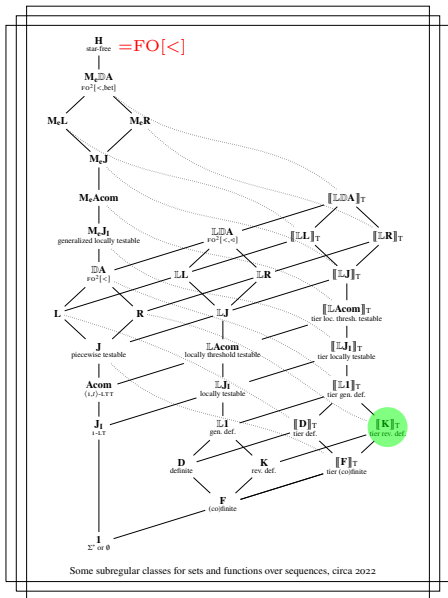 H =FO[<]
star-free
MₑⅅA
FO²[<,bet]
MₑL MₑR
MₑJ
MₑAcom
⟦𝕃ⅅA⟧T
MₑJ₁
generalized locally testable
𝕃ⅅA
FO²[<,<]
⟦𝕃L⟧T ⟦𝕃R⟧T
ⅅA
FO²[<]
𝕃L 𝕃R ⟦𝕃J⟧T
L R 𝕃J
⟦𝕃Acom⟧T
tier loc. thresh. testable
J
piecewise testable
𝕃Acom
locally threshold testable
⟦𝕃J₁⟧T
tier locally testable
Acom
(1,t)-LTT
𝕃J₁
locally testable
⟦𝕃1⟧T
tier gen. def.
J₁
1-LT
𝕃1
gen. def.
⟦D⟧T
tier def.
⟦K⟧T
tier rev. def.
D
definite
K
rev. def.
⟦F⟧T
tier (co)finite
F
(co)finite
1
Σ* or ∅
Some subregular classes for sets and functions over sequences, circa 2022